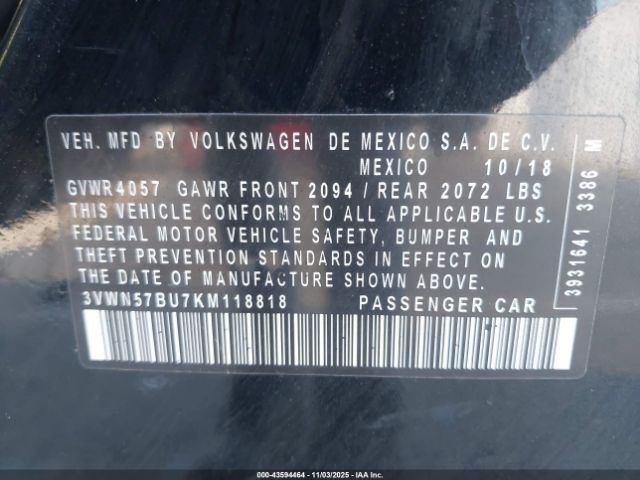 VEH. MFD BY VOLKSWAGEN DE MEXICO S.A. DE C.V.
MEXICO 10/18
GVWR4057 GAWR FRONT 2094 / REAR 2072 LBS
THIS VEHICLE CONFORMS TO ALL APPLICABLE U.S.
FEDERAL MOTOR VEHICLE SAFETY, BUMPER AND
THEFT PREVENTION STANDARDS IN EFFECT ON
THE DATE OF MANUFACTURE SHOWN ABOVE.
3VWN57BU7KM118818 PASSENGER CAR
3931641 3386 M
000-43594464 - 11/03/2025 - IAA Inc.